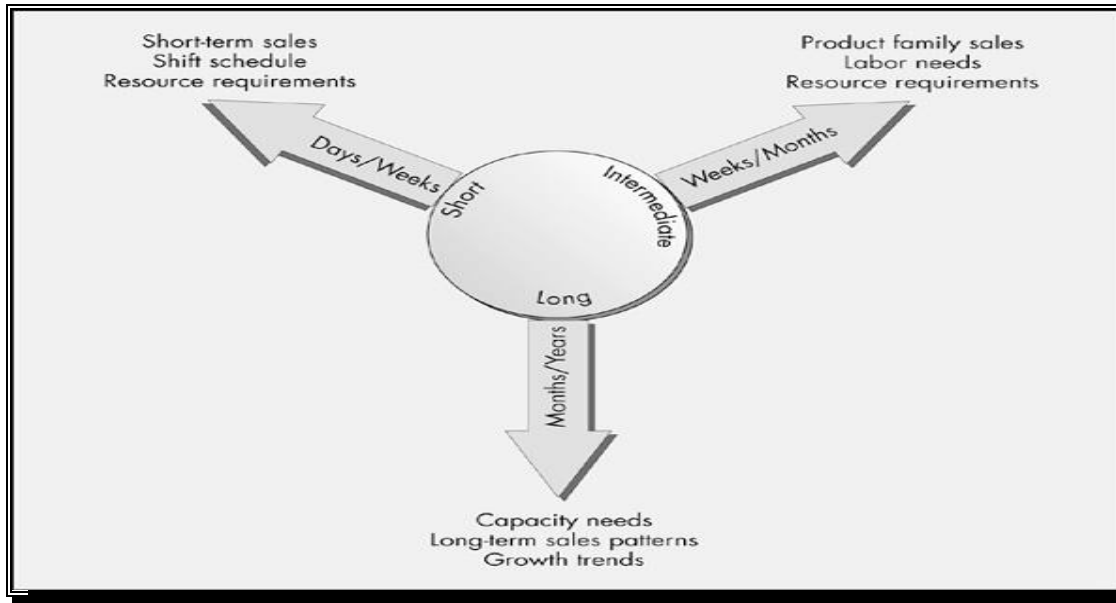 Short-term sales
Shift schedule
Resource requirements
Product family sales
Labor needs
Resource requirements
Days/Weeks
Weeks/Months
Short
Intermediate
Long
Months/Years
Capacity needs
Long-term sales patterns
Growth trends